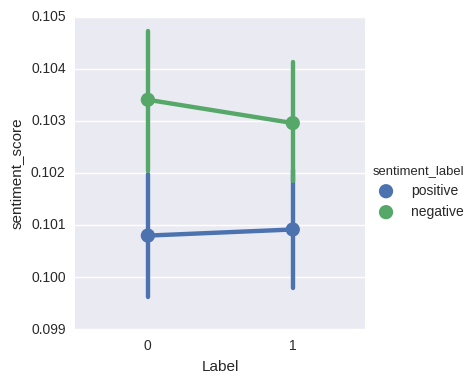 0.105
0.104
0.103
0.102
0.101
0.100
0.099
sentiment_score
0
1
Label
sentiment_label
positive
negative